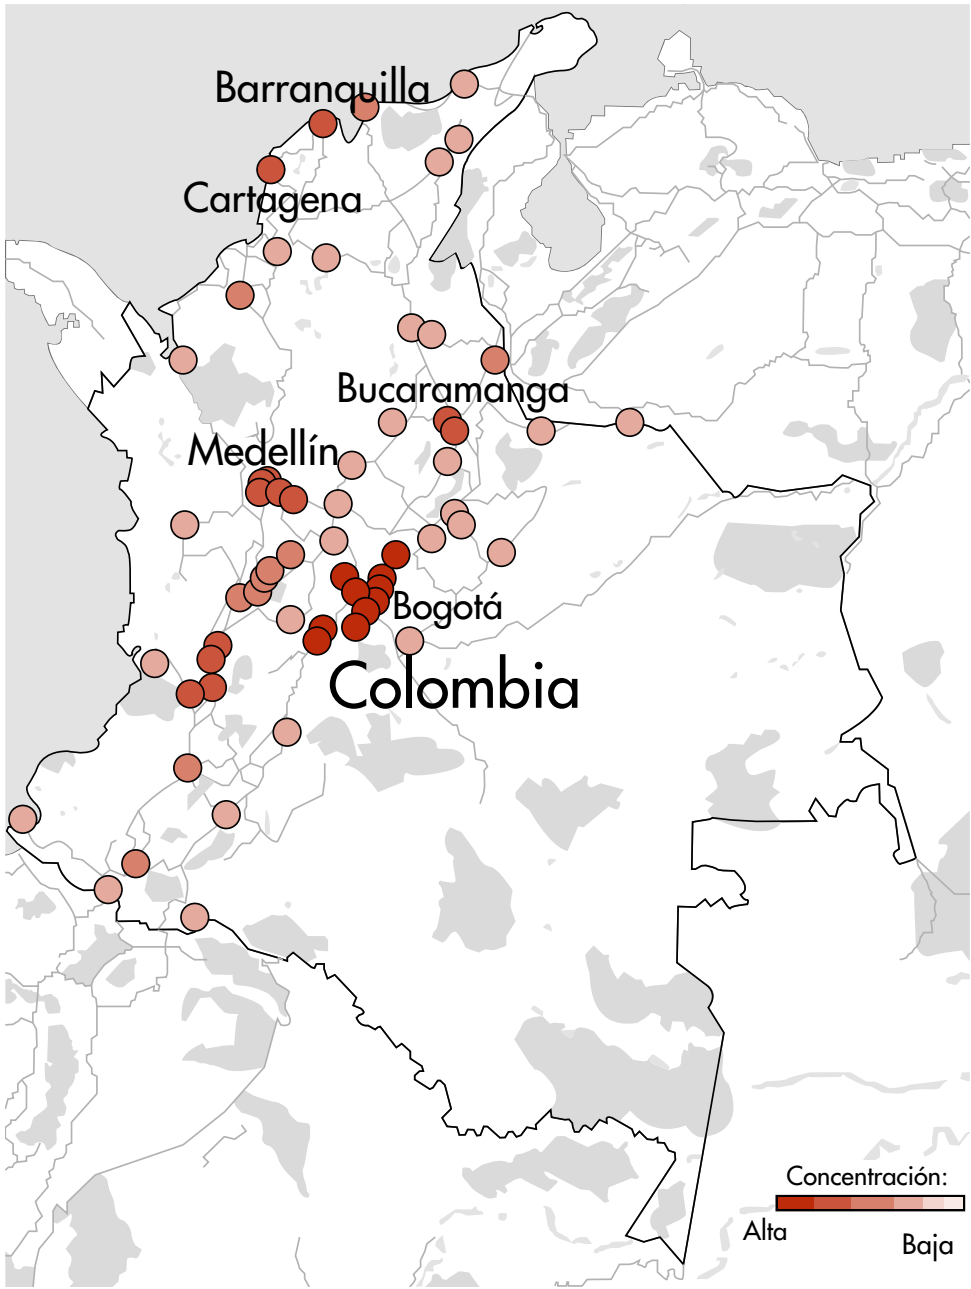 Barranquilla
Cartagena
Bucaramanga
Medellín
Bogotá
Colombia
Concentración:
Alta
Baja